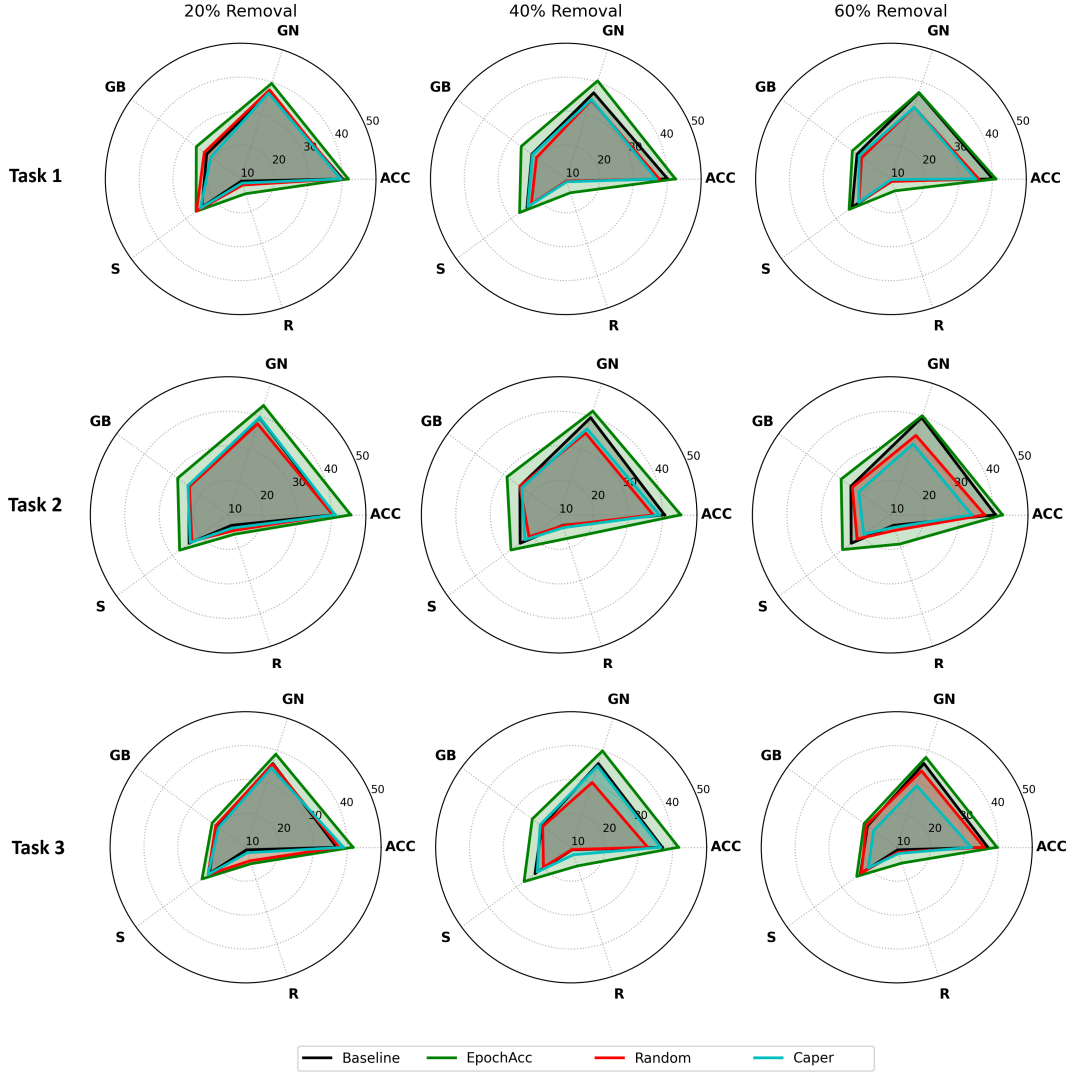 20% Removal 40% Removal 60% Removal
GN GN GN
GB GB GB
50 50 50
40 40 40
30 30 30
20 20 20
10 10 10
Task 1 ACC ACC ACC
S S S
R R R
GN GN GN
GB GB GB
50 50 50
40 40 40
30 30 30
20 20 20
10 10 10
Task 2 ACC ACC ACC
S S S
R R R
GN GN GN
GB GB GB
50 50 50
40 40 40
30 30 30
20 20 20
10 10 10
Task 3 ACC ACC ACC
S S S
R R R
Baseline EpochAcc Random Caper